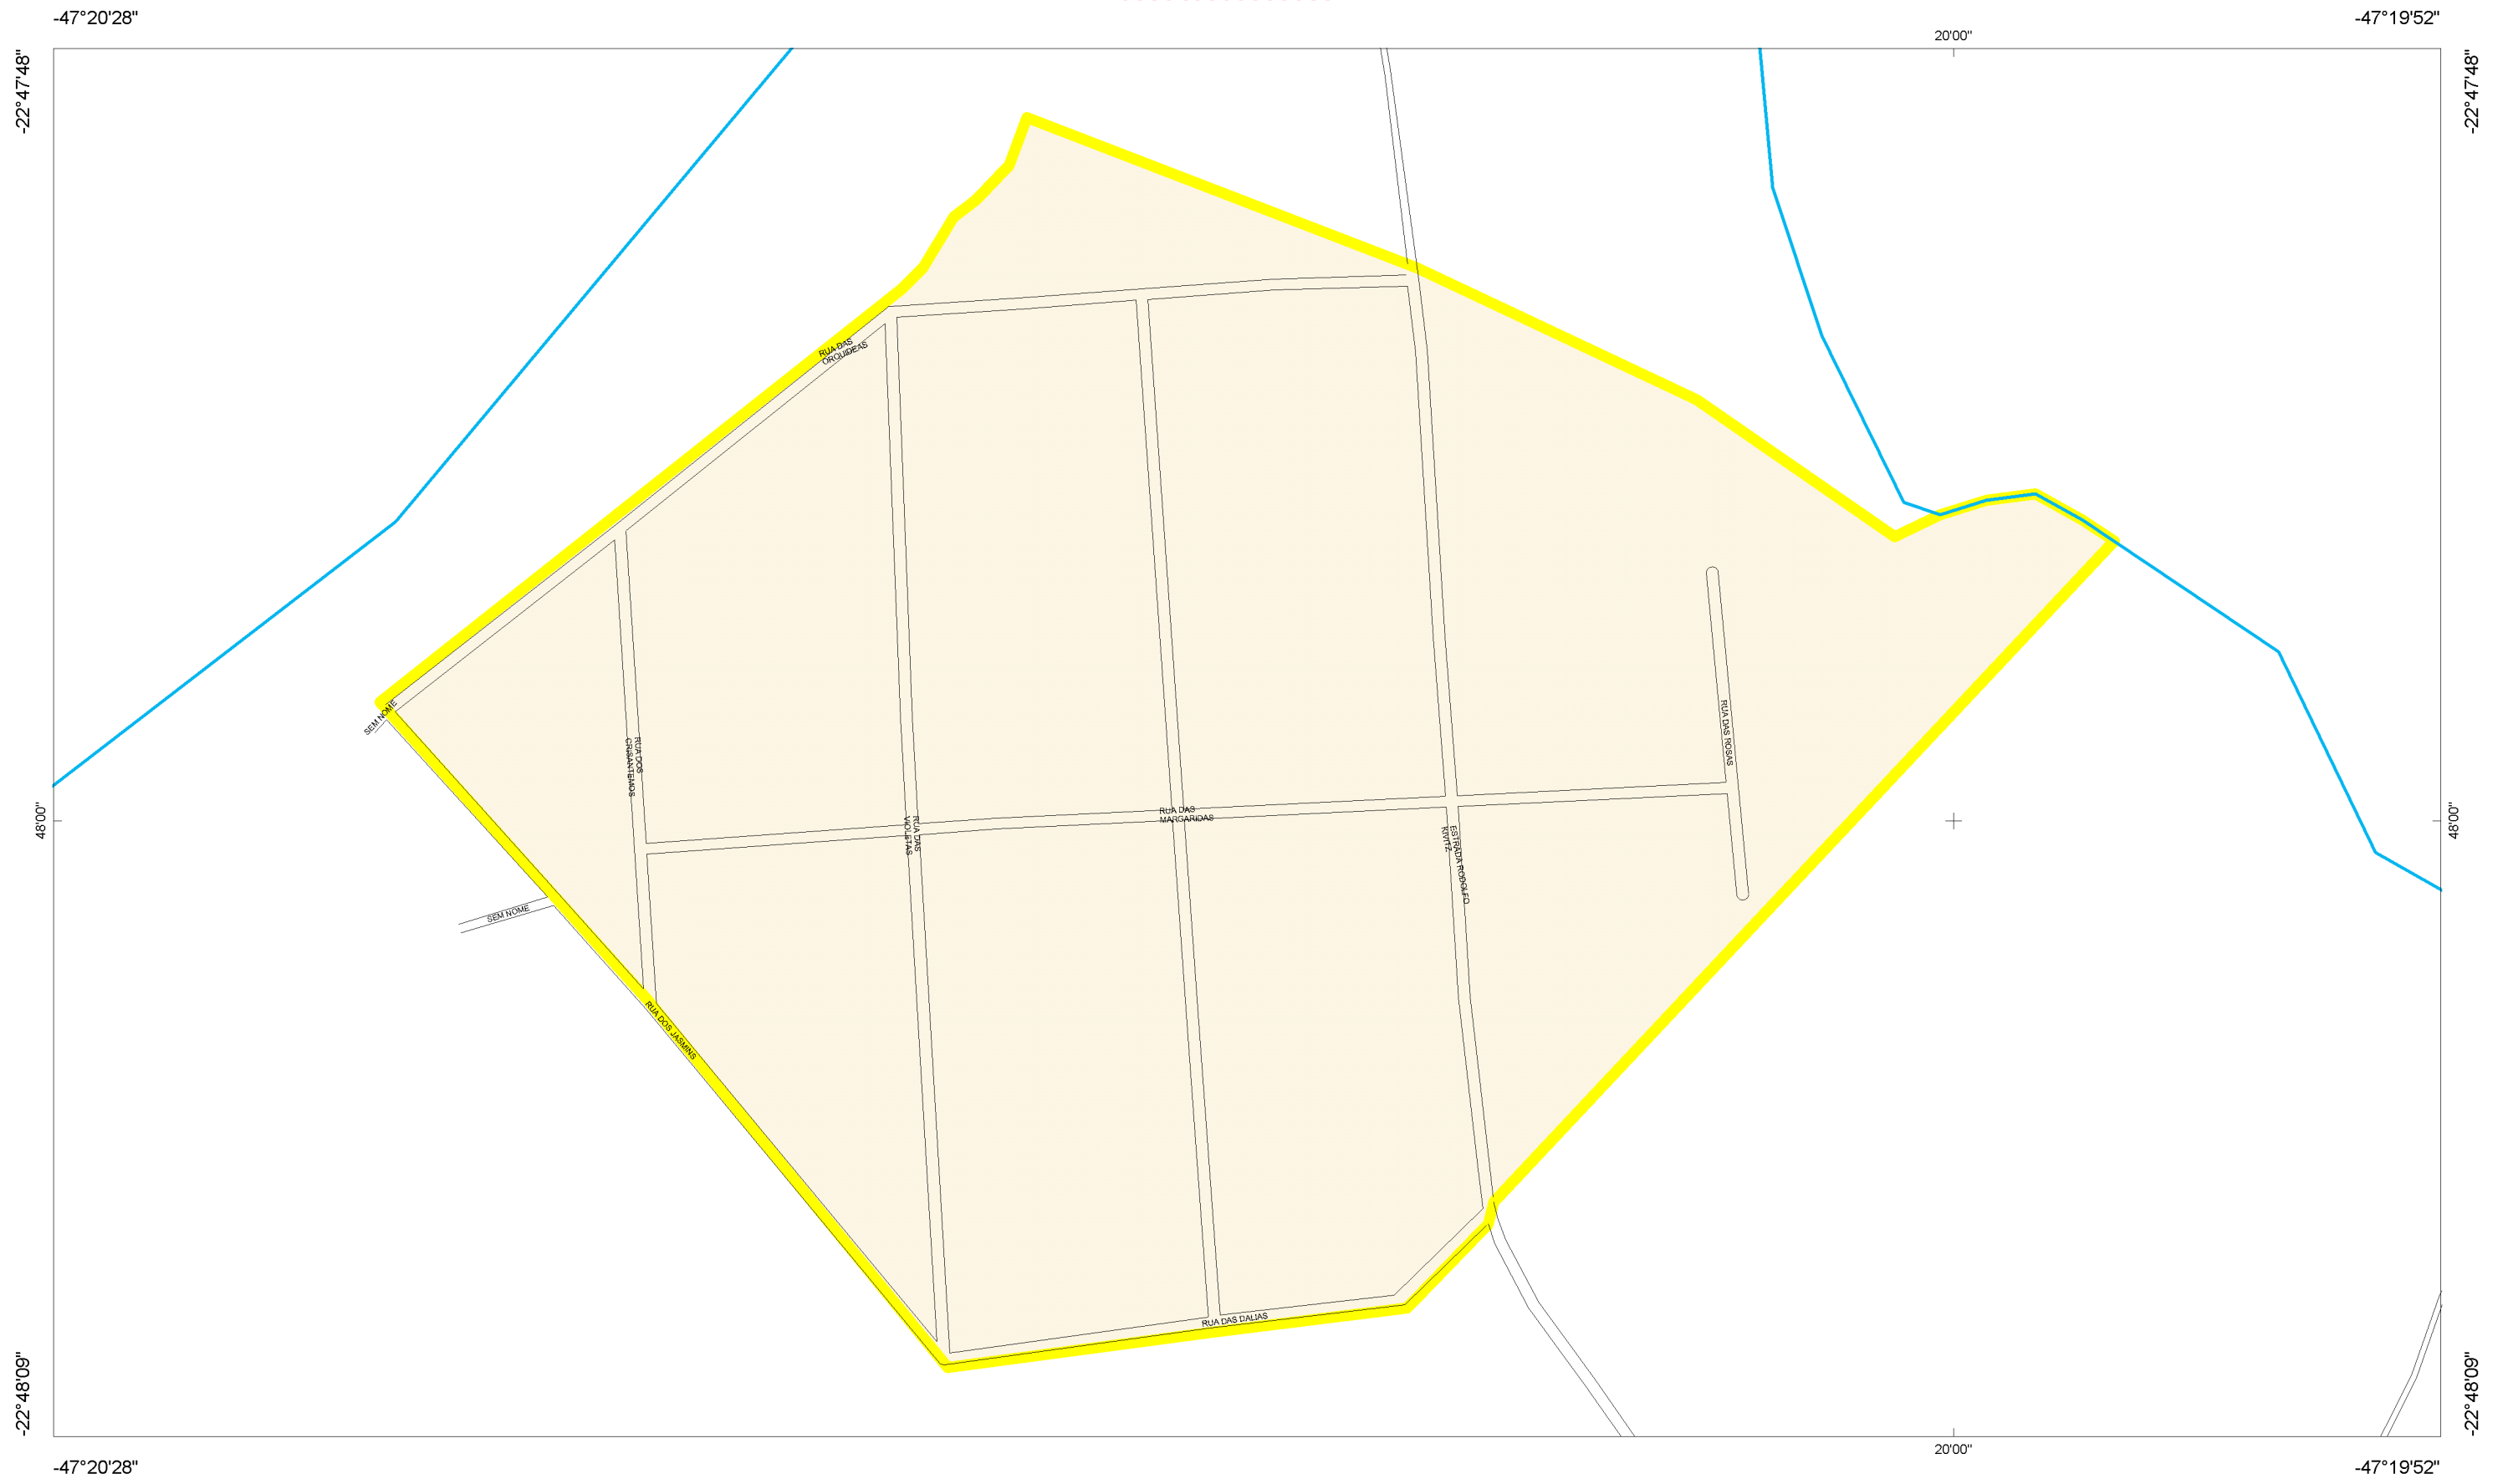 -47°20'28"
-47°19'52"
20'00"
-22°47'48"
-22°47'48"
RUA DAS
ORQUIDEAS
SEM NOME
RUA DAS ROSAS
RUA DOS
CRISANTEMOS
48'00"
RUA DAS
MARGARIDAS
RUA DAS
VIOLETAS
ESTRADA RODOLFO
KIVITZ
48'00"
SEM NOME
RUA DOS JASMINS
RUA DAS DALIAS
-22°48'09"
-22°48'09"
20'00"
-47°20'28"
-47°19'52"